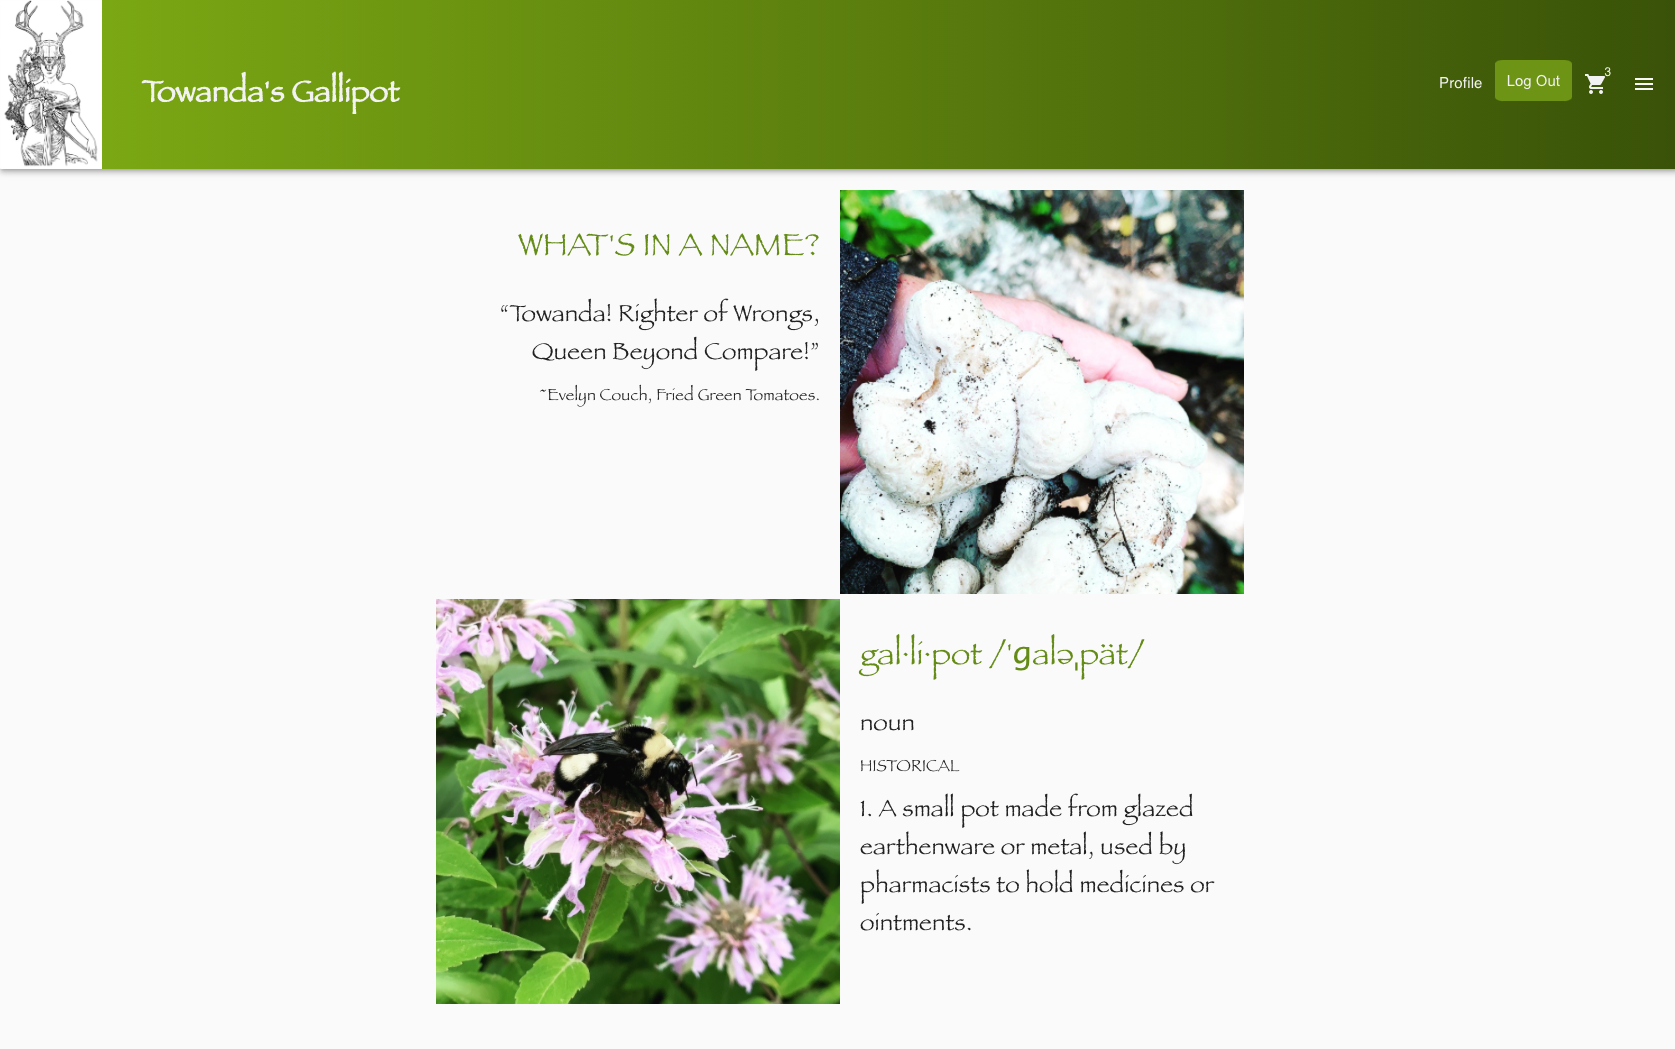 Towanda's Gallipot
Profile
Log Out
3
WHAT'S IN A NAME?
“Towanda! Righter of Wrongs,
Queen Beyond Compare!”
~Evelyn Couch, Fried Green Tomatoes.
gal·li·pot /ˈɡaləˌpät/
noun
HISTORICAL
1. A small pot made from glazed
earthenware or metal, used by
pharmacists to hold medicines or
ointments.